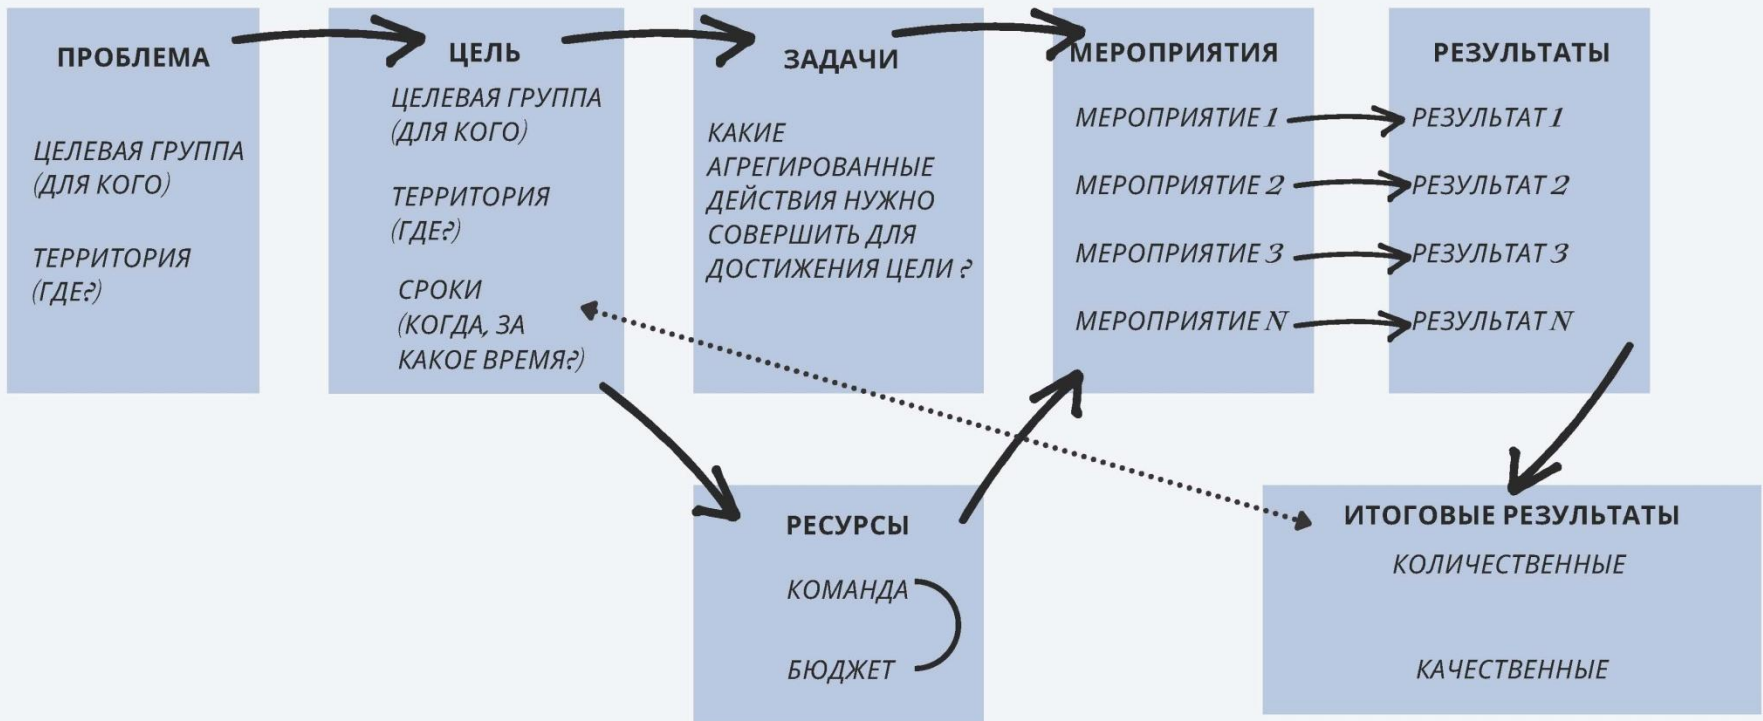 ПРОБЛЕМА
ЦЕЛЕВАЯ ГРУППА
(ДЛЯ КОГО)
ТЕРРИТОРИЯ
(ГДЕ?)
ЦЕЛЬ
ЦЕЛЕВАЯ ГРУППА
(ДЛЯ КОГО)
ТЕРРИТОРИЯ
(ГДЕ?)
СРОКИ
(КОГДА, ЗА
КАКОЕ ВРЕМЯ?)
ЗАДАЧИ
КАКИЕ
АГРЕГИРОВАННЫЕ
ДЕЙСТВИЯ НУЖНО
СОВЕРШИТЬ ДЛЯ
ДОСТИЖЕНИЯ ЦЕЛИ ?
МЕРОПРИЯТИЯ
МЕРОПРИЯТИЕ 1
МЕРОПРИЯТИЕ 2
МЕРОПРИЯТИЕ 3
МЕРОПРИЯТИЕ N
РЕЗУЛЬТАТЫ
РЕЗУЛЬТАТ 1
РЕЗУЛЬТАТ 2
РЕЗУЛЬТАТ 3
РЕЗУЛЬТАТ N
РЕСУРСЫ
КОМАНДА
БЮДЖЕТ
ИТОГОВЫЕ РЕЗУЛЬТАТЫ
КОЛИЧЕСТВЕННЫЕ
КАЧЕСТВЕННЫЕ